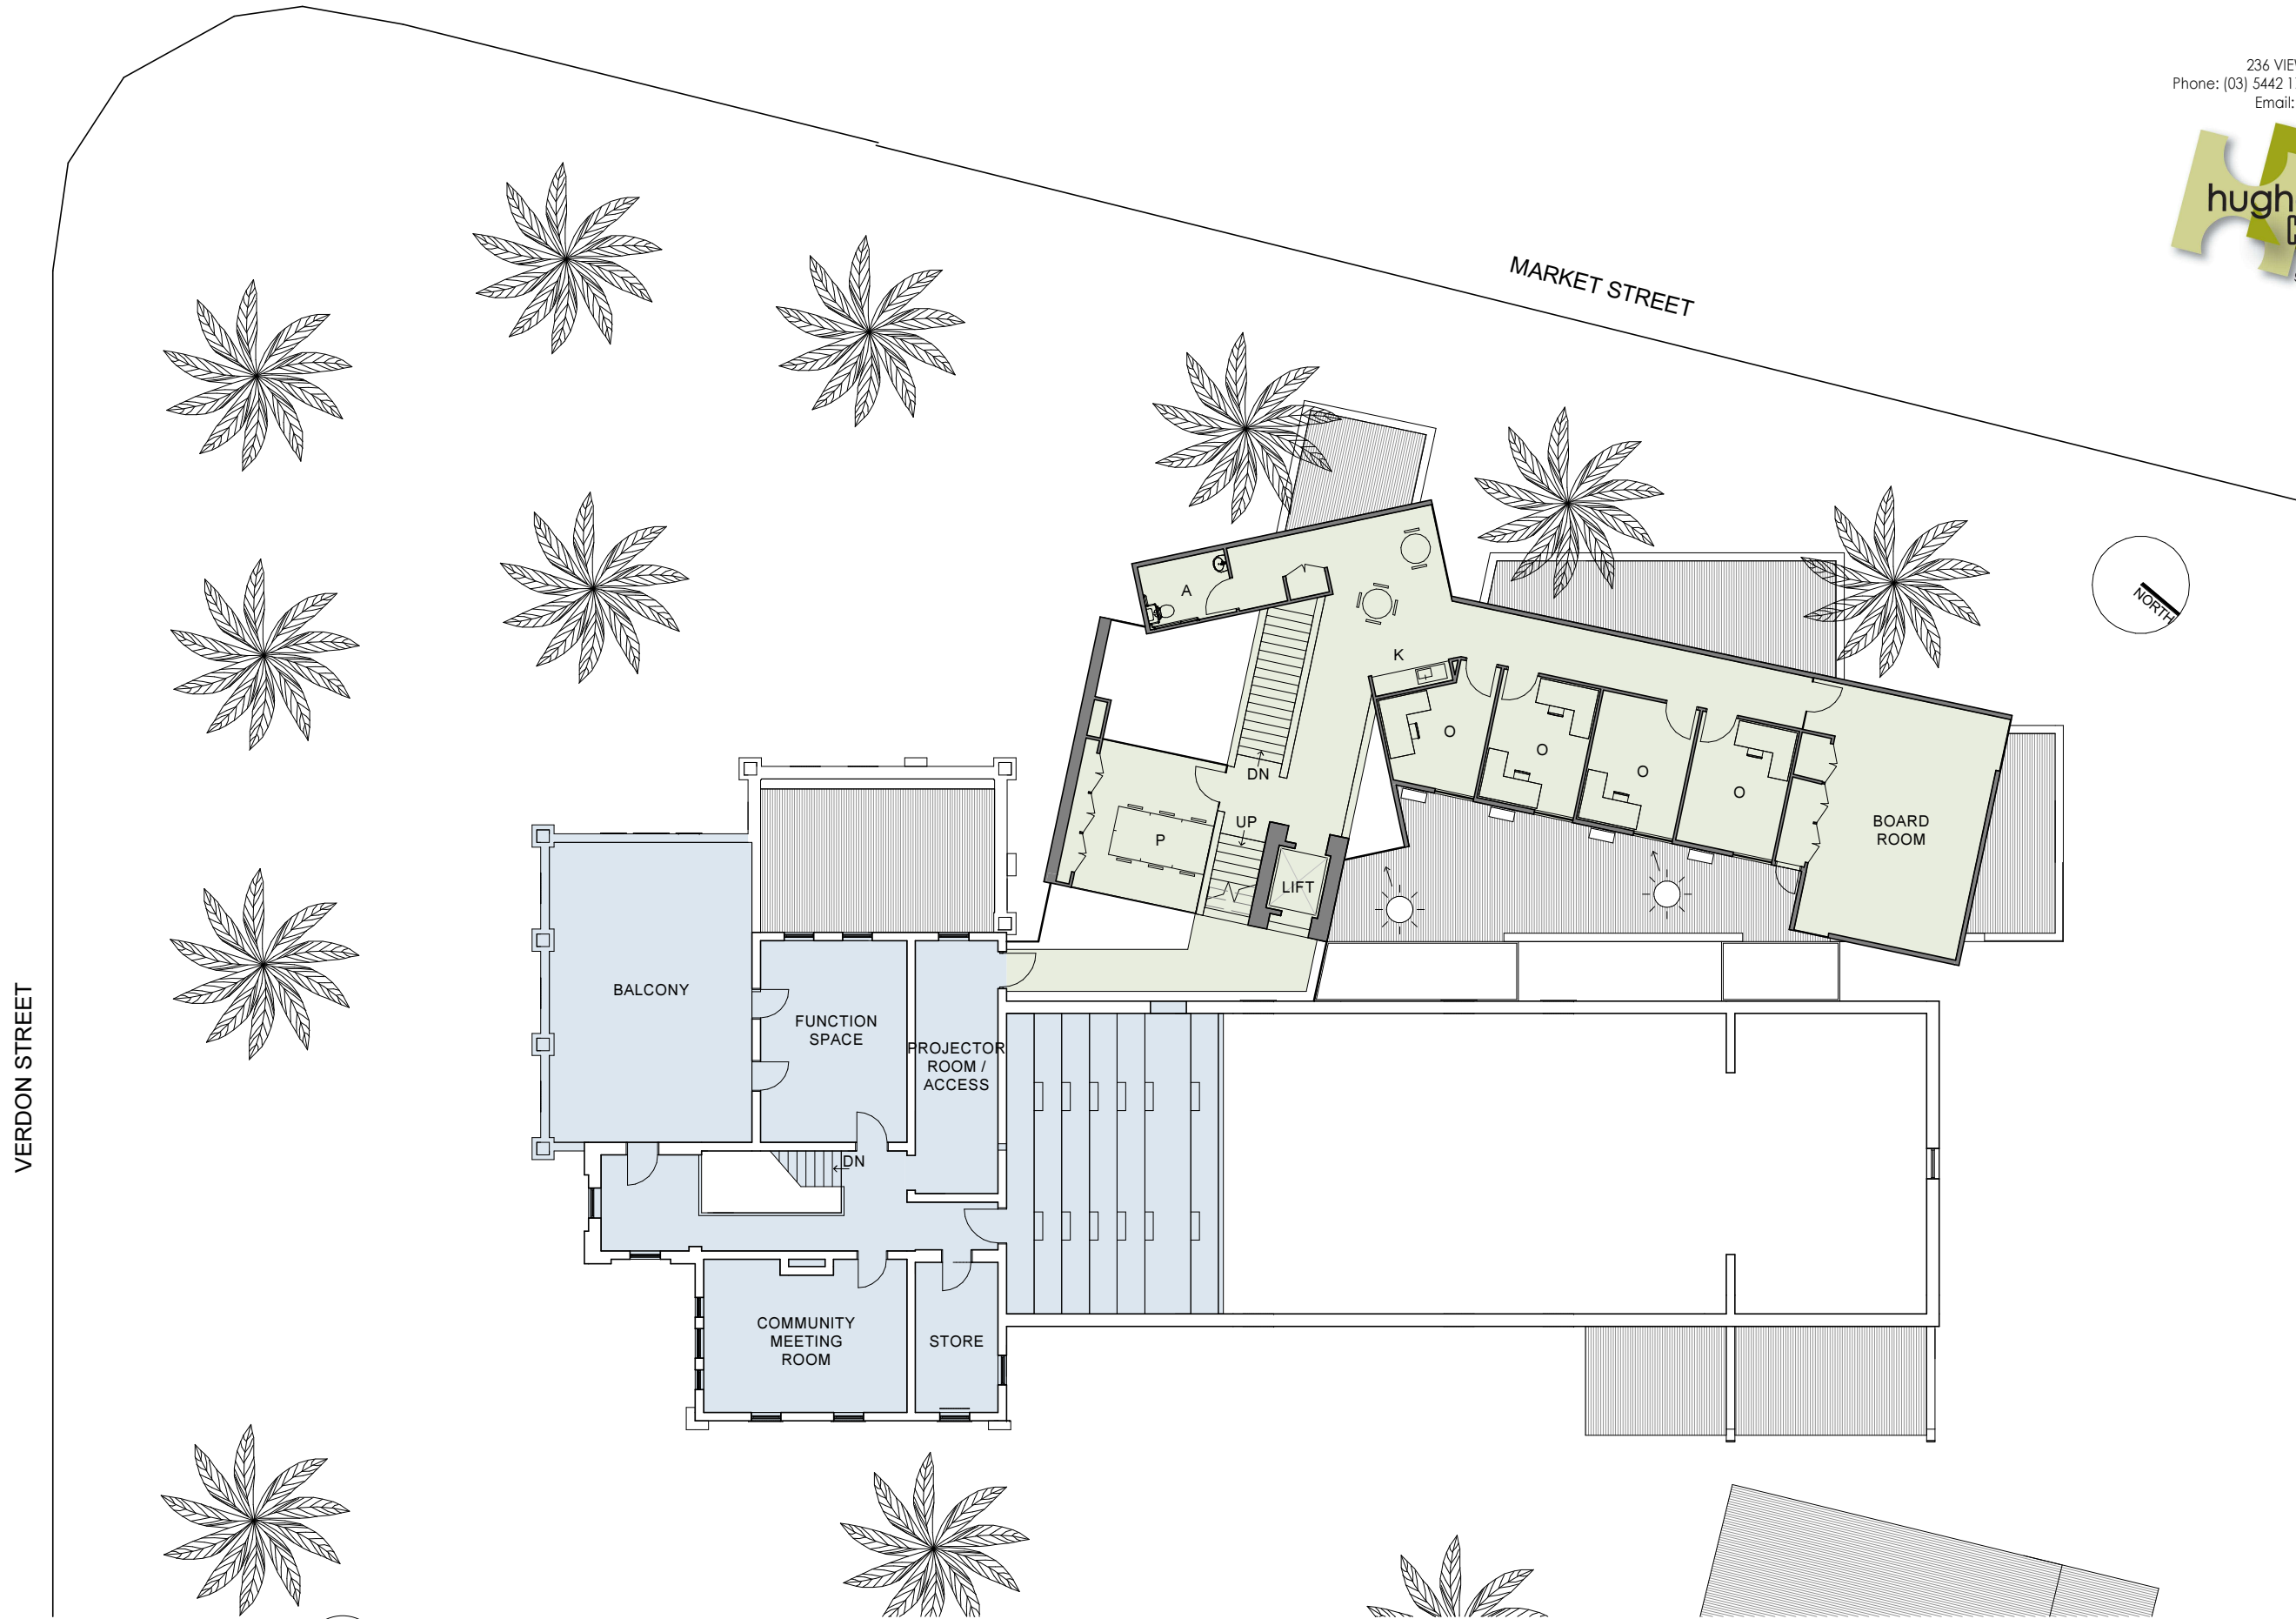 236 VIE
Phone: (03) 5442 1
Email:
hugh
MARKET STREET
NORTH
A
K
O
O
O
O
DN
UP
P
LIFT
BOARD
ROOM
BALCONY
FUNCTION
SPACE
PROJECTOR
ROOM /
ACCESS
DN
COMMUNITY
MEETING
ROOM
STORE
VERDON STREET